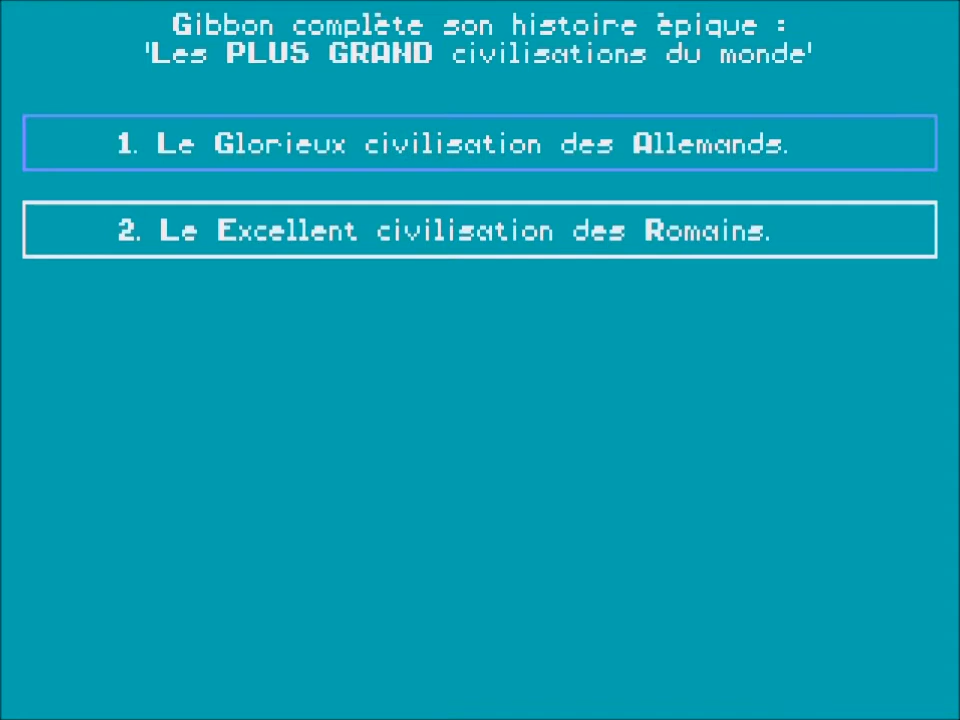 Gibbon complète son histoire èpique :
'Les PLUS GRAND civilisations du monde'
1. Le Glorieux civilisation des Allemands.
2. Le Excellent civilisation des Romains.